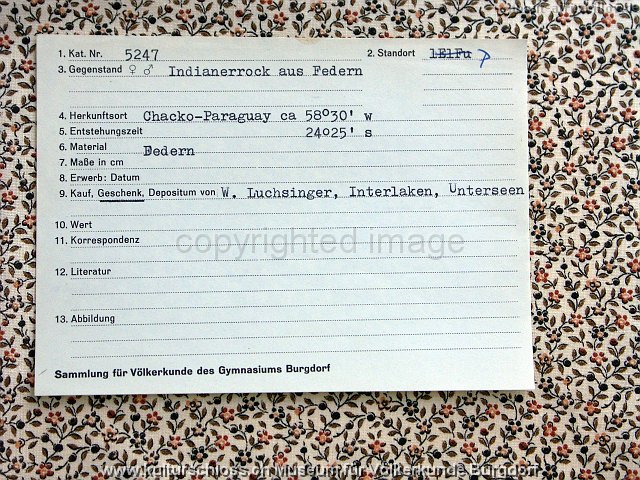 1. Kat. Nr. 5247 2. Standort 1E1Fu
3. Gegenstand ♀ ♂ Indianerrock aus Federn
4. Herkunftsort Chacko-Paraguay ca 58°30' w
5. Entstehungszeit 24°25' s
6. Material Federn
7. Maße in cm
8. Erwerb: Datum
9. Kauf, Geschenk, Depositum von W. Luchsinger, Interlaken, Unterseen
10. Wert
11. Korrespondenz
copyrighted image
12. Literatur
13. Abbildung
Sammlung für Völkerkunde des Gymnasiums Burgdorf
www.kulturschloss.ch Museum für Völkerkunde Burgdorf